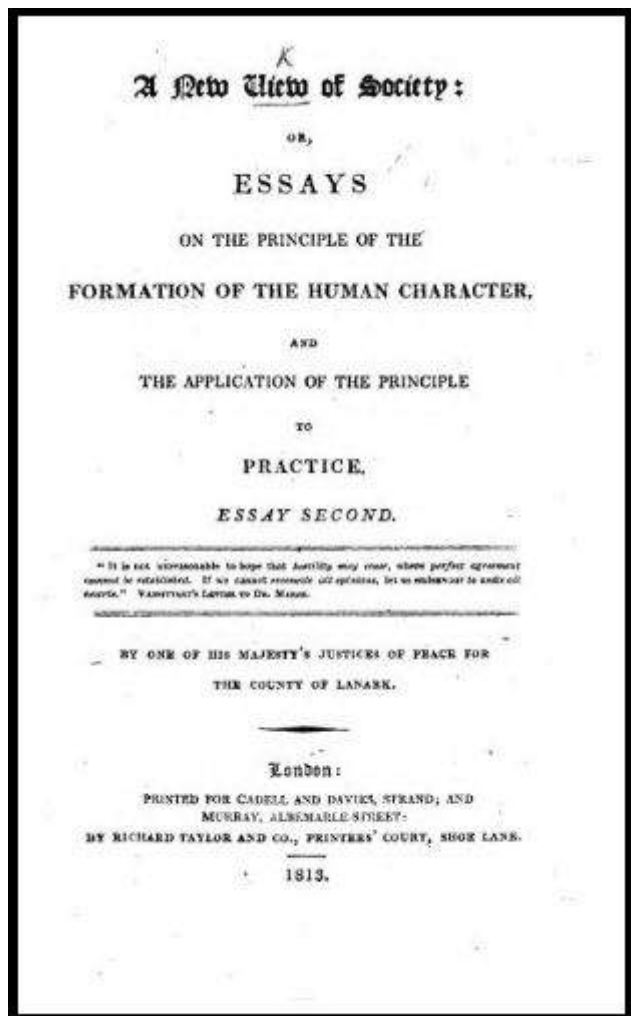 K
A New View of Society:
OR,
ESSAYS
ON THE PRINCIPLE OF THE
FORMATION OF THE HUMAN CHARACTER,
AND
THE APPLICATION OF THE PRINCIPLE
TO
PRACTICE.
ESSAY SECOND.
"It is not unreasonable to hope that hostility may cease, where perfect agreement
cannot be established. If we cannot reconcile all opinions, let us endeavour to unite all
hearts." VANSITTART'S LETTER TO DR. MARSH.
BY ONE OF HIS MAJESTY'S JUSTICES OF PEACE FOR
THE COUNTY OF LANARK.
London:
PRINTED FOR CADELL AND DAVIES, STRAND; AND
MURRAY, ALBEMARLE-STREET:
BY RICHARD TAYLOR AND CO., PRINTERS' COURT, SHOE LANE.
1813.